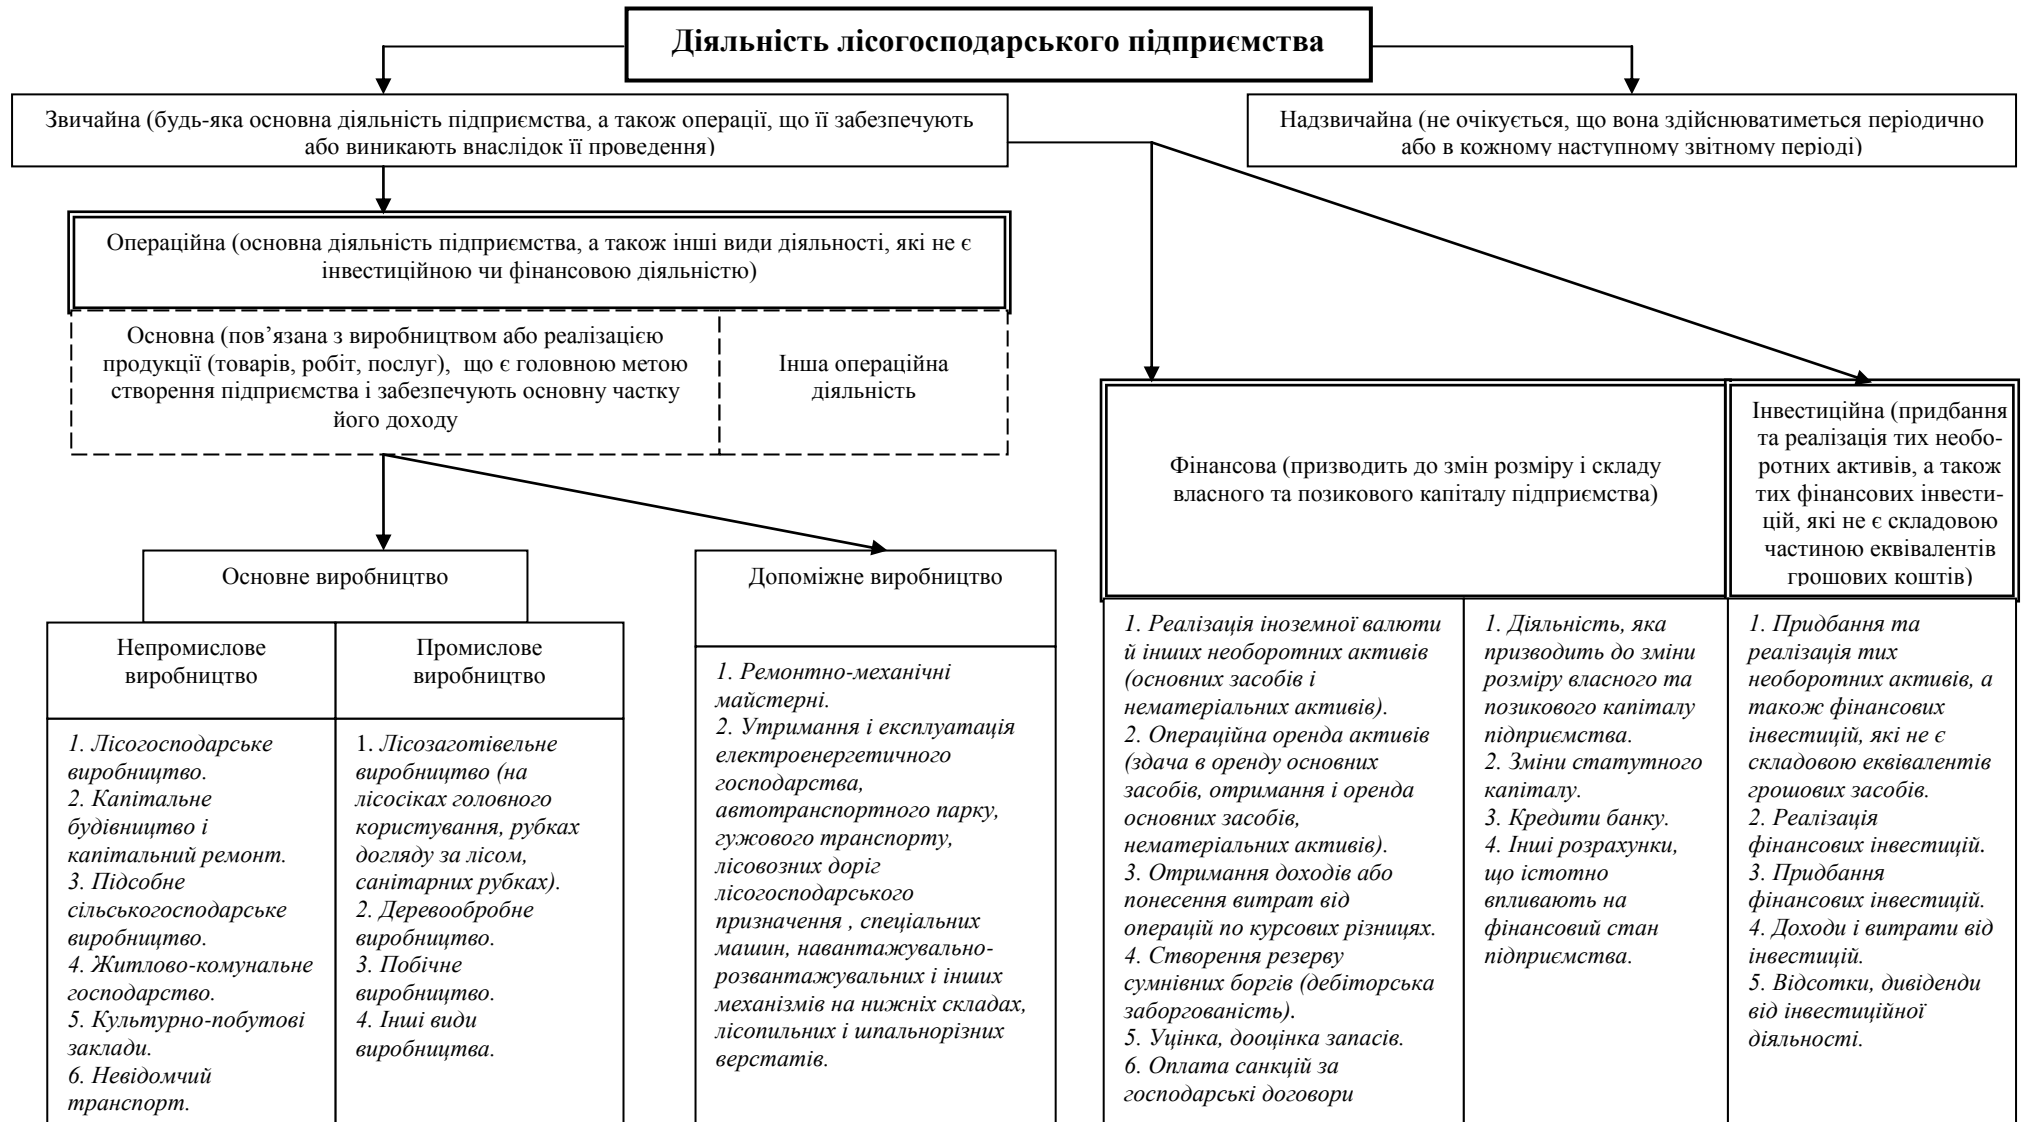 Діяльність лісогосподарського підприємства
Звичайна (будь-яка основна діяльність підприємства, а також операції, що її забезпечують
або виникають внаслідок її проведення)
Надзвичайна (не очікується, що вона здійснюватиметься періодично
або в кожному наступному звітному періоді)
Операційна (основна діяльність підприємства, а також інші види діяльності, які не є
інвестиційною чи фінансовою діяльністю)
Основна (пов’язана з виробництвом або реалізацією
продукції (товарів, робіт, послуг), що є головною метою
створення підприємства і забезпечують основну частку
його доходу
Інша операційна
діяльність
Фінансова (призводить до змін розміру і складу
власного та позикового капіталу підприємства)
Інвестиційна (придбання
та реалізація тих необо-
ротних активів, а також
тих фінансових інвести-
цій, які не є складовою
частиною еквівалентів
грошових коштів)
Основне виробництво
Допоміжне виробництво
Непромислове
виробництво
Промислове
виробництво
1. Лісогосподарське
виробництво.
2. Капітальне
будівництво і
капітальний ремонт.
3. Підсобне
сільськогосподарське
виробництво.
4. Житлово-комунальне
господарство.
5. Культурно-побутові
заклади.
6. Невідомчий
транспорт.
1. Лісозаготівельне
виробництво (на
лісосіках головного
користування, рубках
догляду за лісом,
санітарних рубках).
2. Деревообробне
виробництво.
3. Побічне
виробництво.
4. Інші види
виробництва.
1. Ремонтно-механічні
майстерні.
2. Утримання і експлуатація
електроенергетичного
господарства,
автотранспортного парку,
гужового транспорту,
лісовозних доріг
лісогосподарського
призначення , спеціальних
машин, навантажувально-
розвантажувальних і інших
механізмів на нижніх складах,
лісопильних і шпальнорізних
верстатів.
1. Реалізація іноземної валюти
й інших необоротних активів
(основних засобів і
нематеріальних активів).
2. Операційна оренда активів
(здача в оренду основних
засобів, отримання і оренда
основних засобів,
нематеріальних активів).
3. Отримання доходів або
понесення витрат від
операцій по курсових різницях.
4. Створення резерву
сумнівних боргів (дебіторська
заборгованість).
5. Уцінка, дооцінка запасів.
6. Оплата санкцій за
господарські договори
1. Діяльність, яка
призводить до зміни
розміру власного та
позикового капіталу
підприємства.
2. Зміни статутного
капіталу.
3. Кредити банку.
4. Інші розрахунки,
що істотно
впливають на
фінансовий стан
підприємства.
1. Придбання та
реалізація тих
необоротних активів, а
також фінансових
інвестицій, які не є
складовою еквівалентів
грошових засобів.
2. Реалізація
фінансових інвестицій.
3. Придбання
фінансових інвестицій.
4. Доходи і витрати від
інвестицій.
5. Відсотки, дивіденди
від інвестиційної
діяльності.